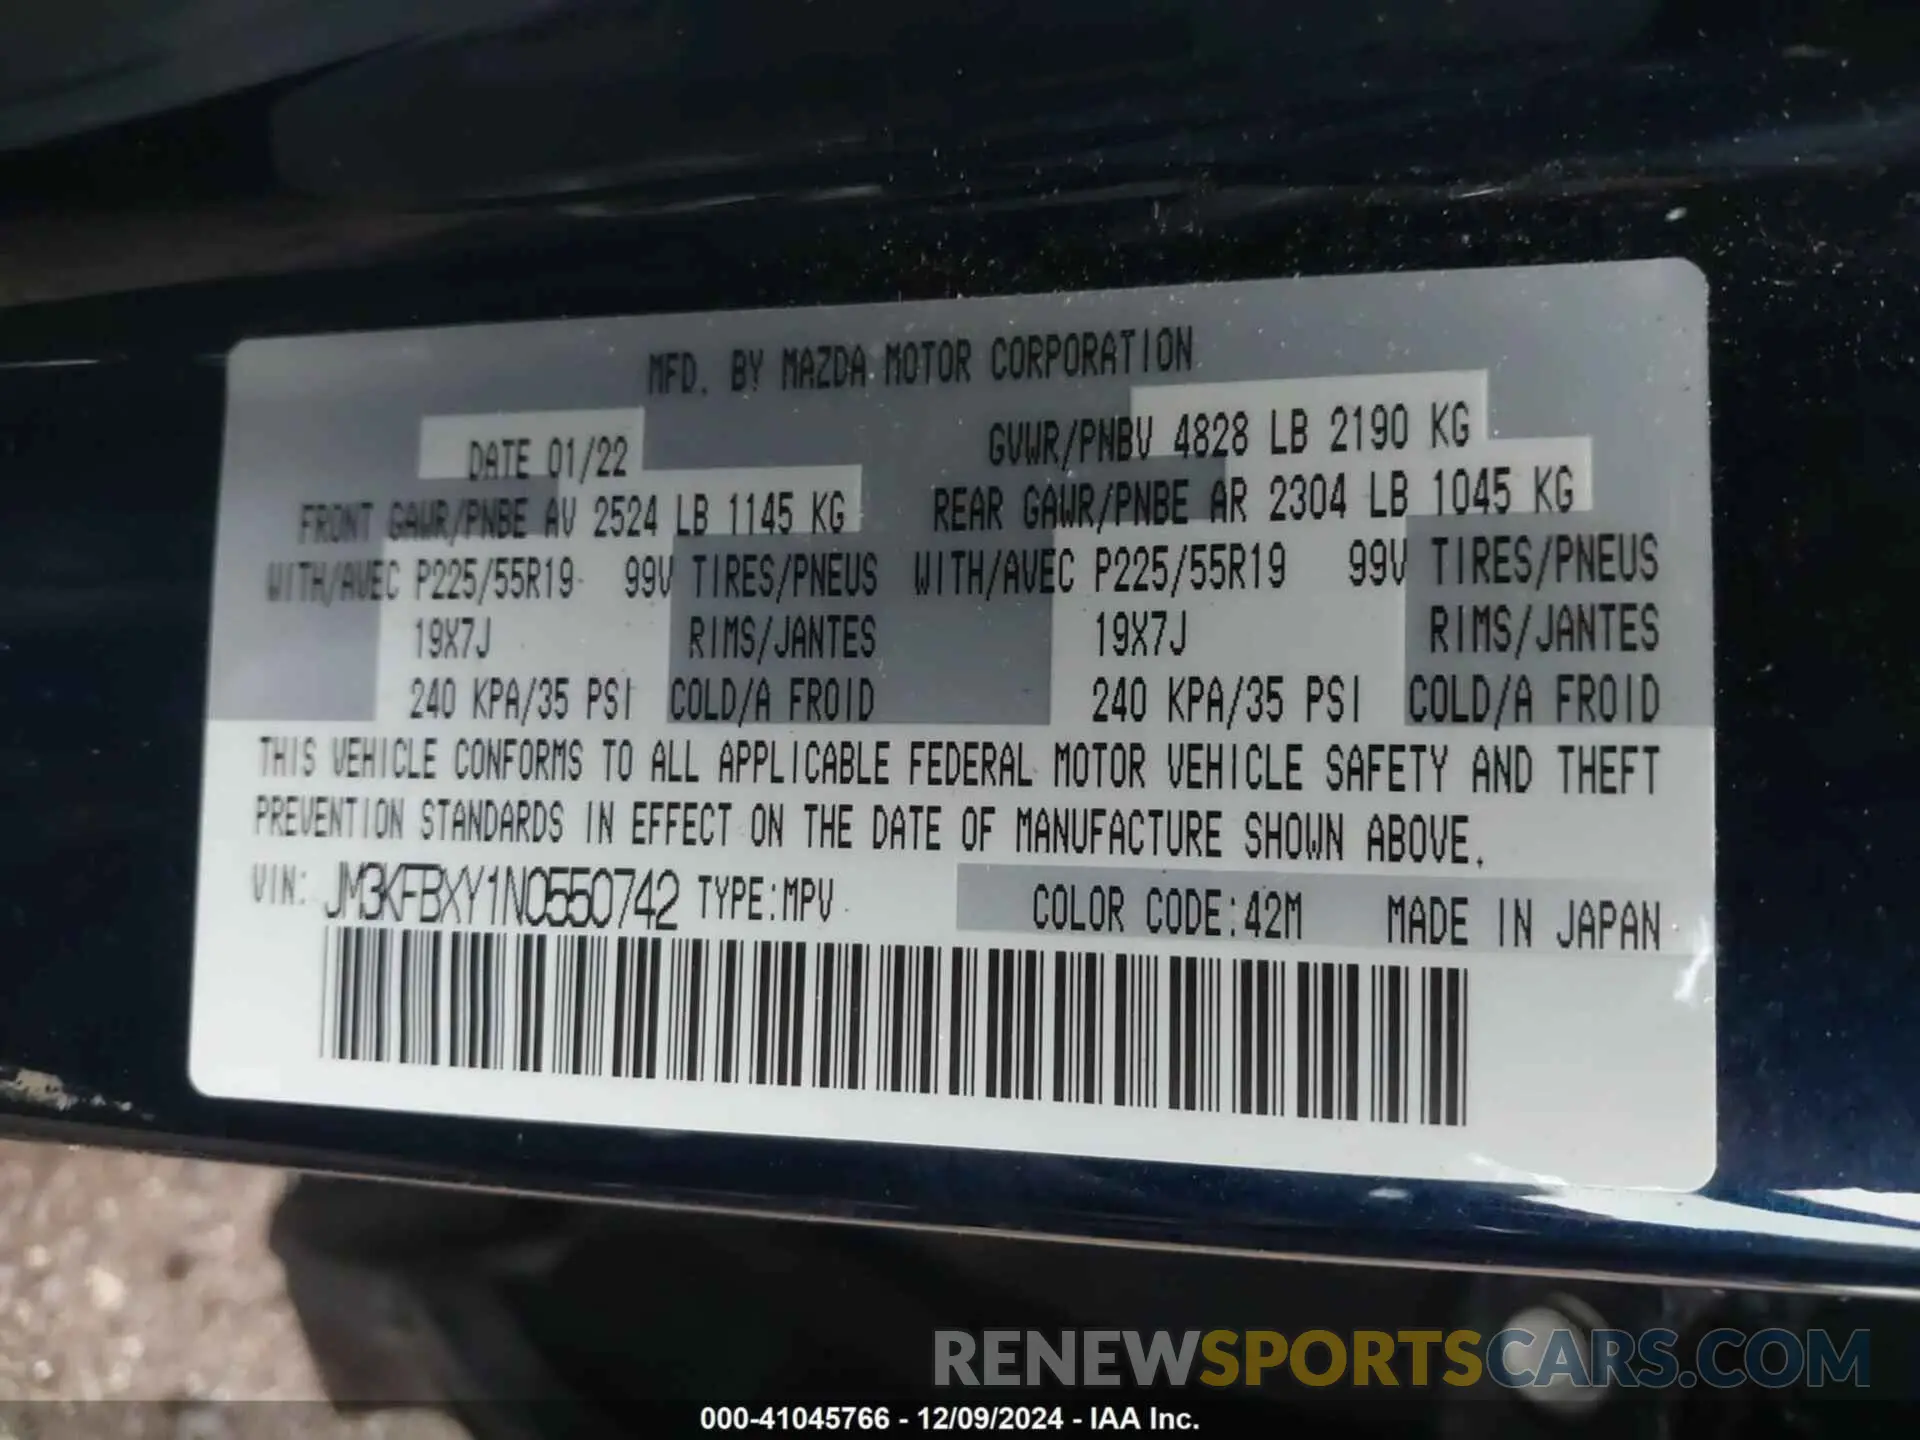 MFD. BY MAZDA MOTOR CORPORATION
DATE 01/22 GVWR/PNBV 4828 LB 2190 KG
FRONT GAWR/PNBE AV 2524 LB 1145 KG REAR GAWR/PNBE AR 2304 LB 1045 KG
WITH/AVEC P225/55R19 99V TIRES/PNEUS WITH/AVEC P225/55R19 99V TIRES/PNEUS
19X7J RIMS/JANTES 19X7J RIMS/JANTES
240 KPA/35 PSI COLD/A FROID 240 KPA/35 PSI COLD/A FROID
THIS VEHICLE CONFORMS TO ALL APPLICABLE FEDERAL MOTOR VEHICLE SAFETY AND THEFT
PREVENTION STANDARDS IN EFFECT ON THE DATE OF MANUFACTURE SHOWN ABOVE.
VIN: JM3KFBXY1N0550742 TYPE:MPV COLOR CODE:42M MADE IN JAPAN
RENEWSPORTSCARS.COM
000-41045766 - 12/09/2024 - IAA Inc.